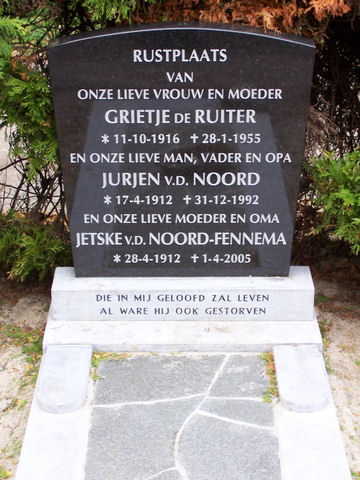 RUSTPLAATS
VAN
ONZE LIEVE VROUW EN MOEDER
GRIETJE DE RUITER
* 11-10-1916 † 28-1-1955
EN ONZE LIEVE MAN, VADER EN OPA
JURJEN V.D. NOORD
* 17-4-1912 † 31-12-1992
EN ONZE LIEVE MOEDER EN OMA
JETSKE V.D. NOORD-FENNEMA
* 28-4-1912 † 1-4-2005
DIE IN MIJ GELOOFD ZAL LEVEN
AL WARE HIJ OOK GESTORVEN